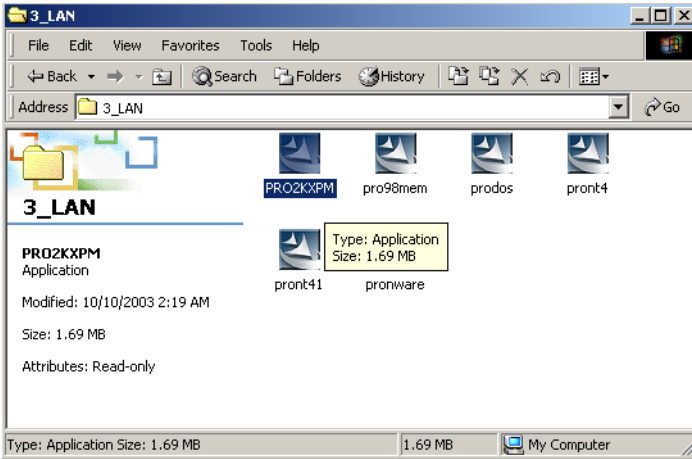 3_LAN
File Edit View Favorites Tools Help
Back Search Folders History
Address 3_LAN Go
3_LAN
PRO2KXPM
Application
Modified: 10/10/2003 2:19 AM
Size: 1.69 MB
Attributes: Read-only
PRO2KXPM pro98mem prodos pront4
Type: Application
Size: 1.69 MB
pront41 pronware
Type: Application Size: 1.69 MB 1.69 MB My Computer